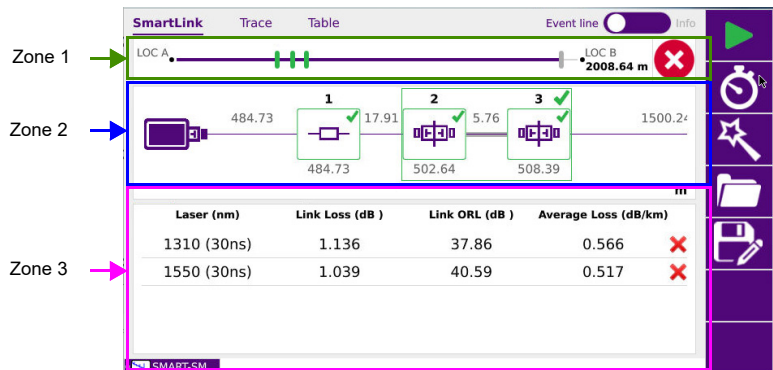 SmartLink Trace Table Event line Info
Zone 1
LOC A
LOC B
2008.64 m
Zone 2
1 2 3
484.73 17.91 5.76 1500.24
484.73 502.64 508.39
m
Zone 3
Laser (nm) Link Loss (dB ) Link ORL (dB ) Average Loss (dB/km)
1310 (30ns) 1.136 37.86 0.566
1550 (30ns) 1.039 40.59 0.517
SMART-SM